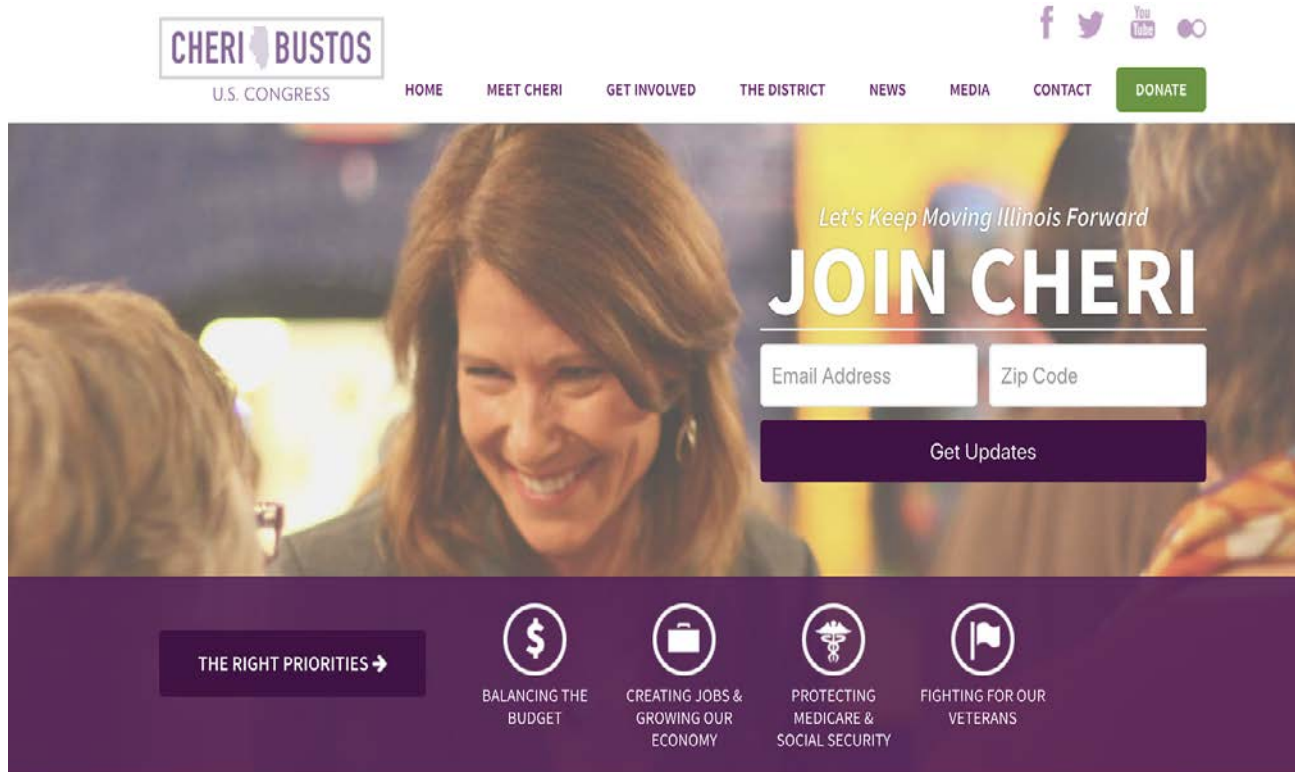 CHERI BUSTOS
U.S. CONGRESS
You
Tube
HOME MEET CHERI GET INVOLVED THE DISTRICT NEWS MEDIA CONTACT DONATE
Let's Keep Moving Illinois Forward
JOIN CHERI
Email Address Zip Code
Get Updates
THE RIGHT PRIORITIES
BALANCING THE
BUDGET
CREATING JOBS &
GROWING OUR
ECONOMY
PROTECTING
MEDICARE &
SOCIAL SECURITY
FIGHTING FOR OUR
VETERANS